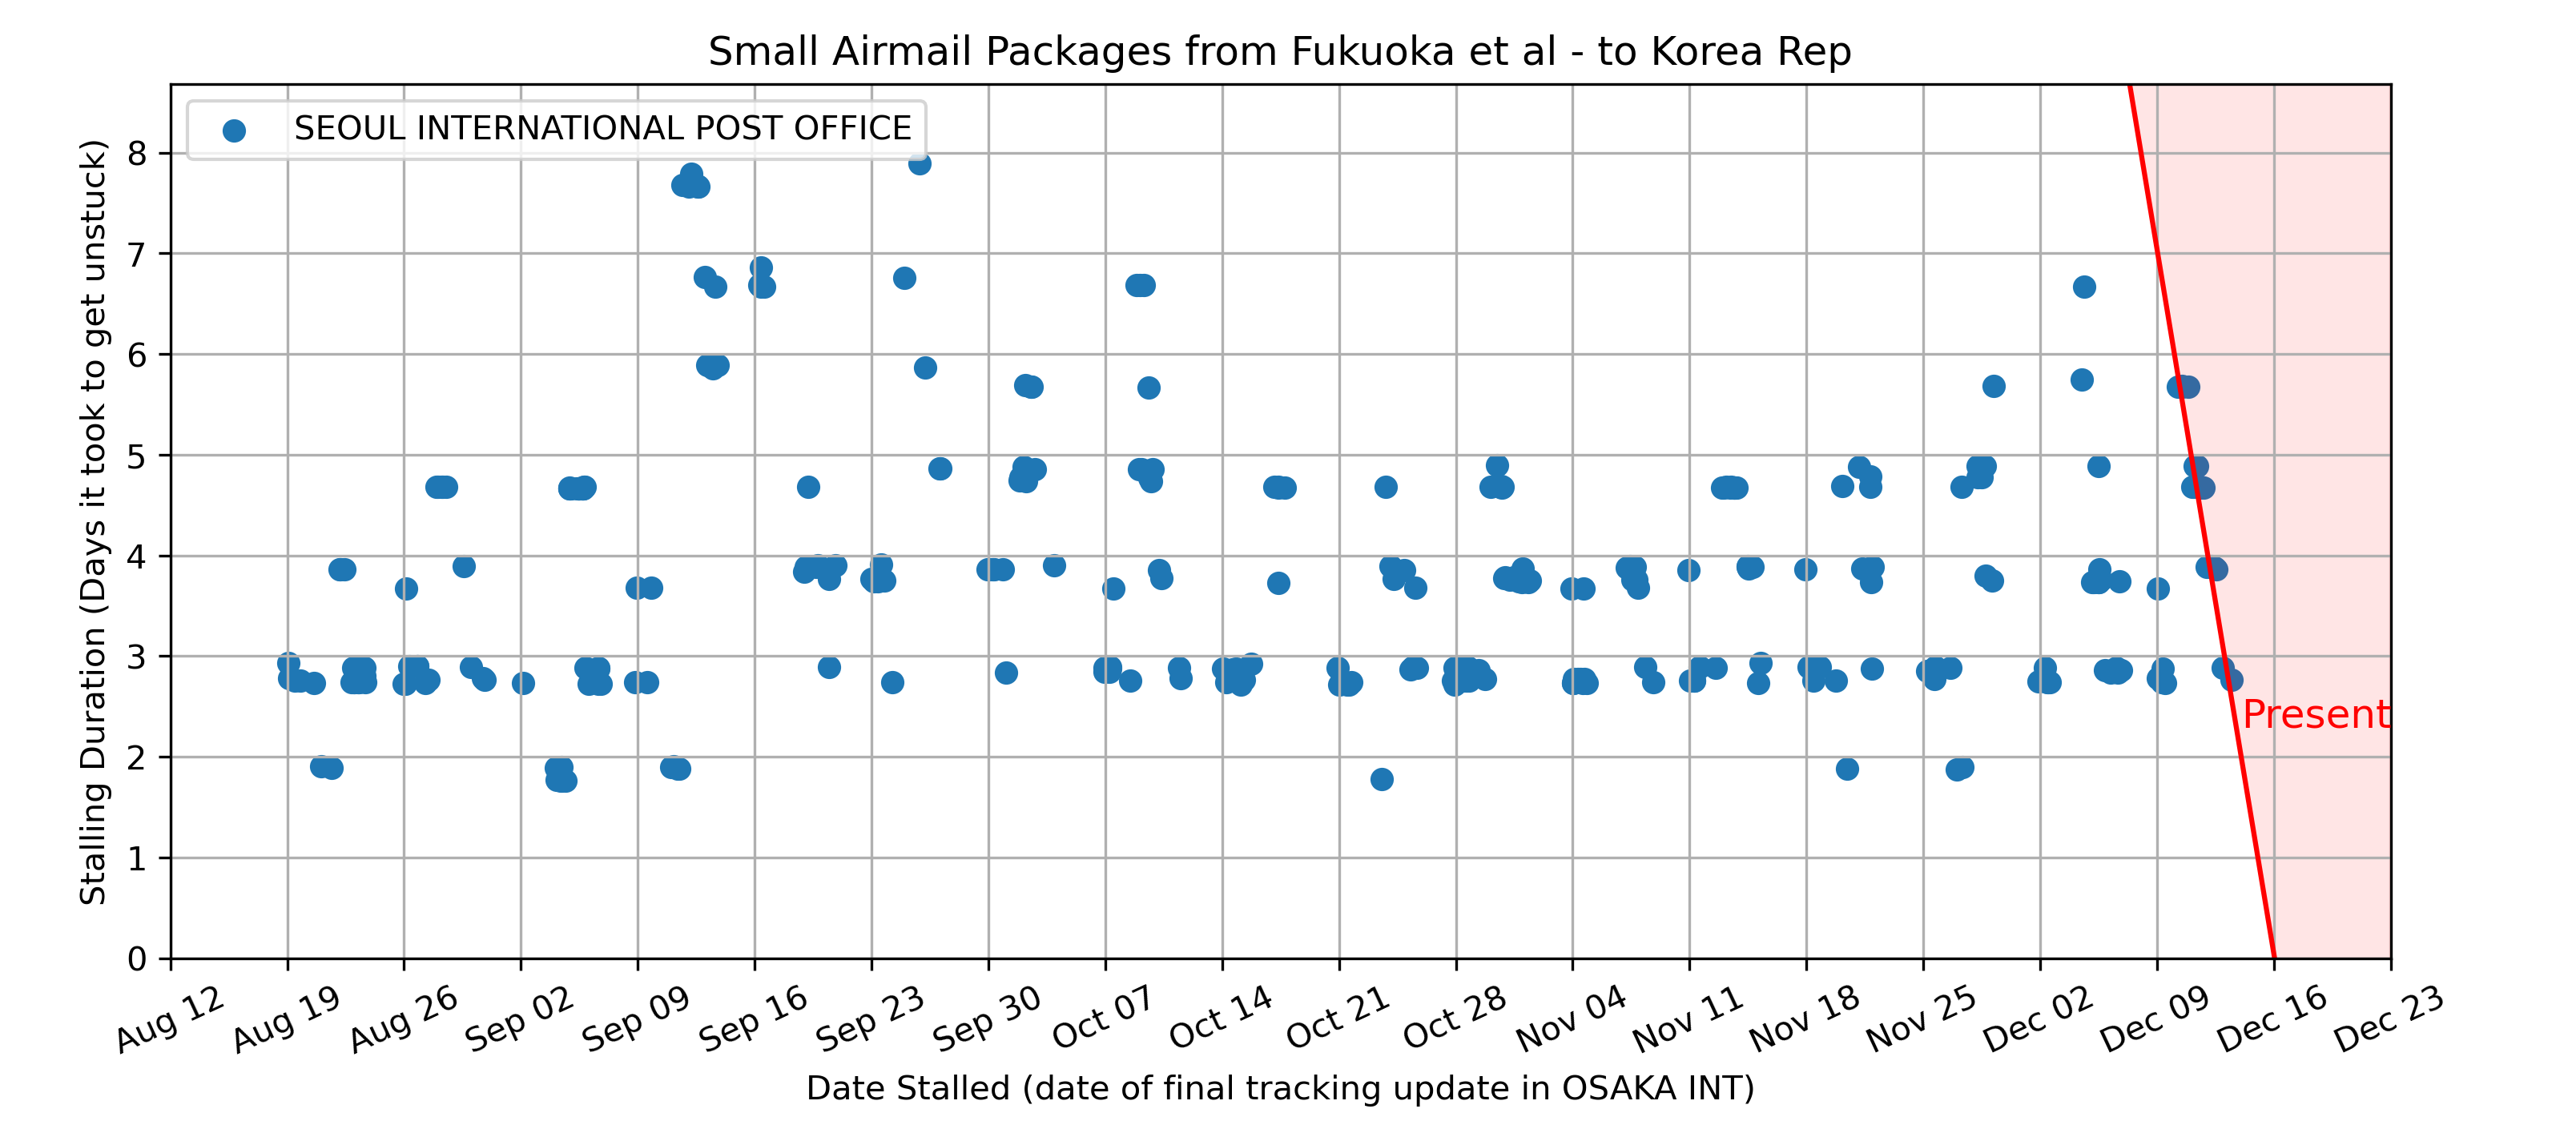 Small Airmail Packages from Fukuoka et al - to Korea Rep
SEOUL INTERNATIONAL POST OFFICE
Stalling Duration (Days it took to get unstuck)
8
7
6
5
4
3
2
1
0
Present
Aug 12
Aug 19
Aug 26
Sep 02
Sep 09
Sep 16
Sep 23
Sep 30
Oct 07
Oct 14
Oct 21
Oct 28
Nov 04
Nov 11
Nov 18
Nov 25
Dec 02
Dec 09
Dec 16
Dec 23
Date Stalled (date of final tracking update in OSAKA INT)